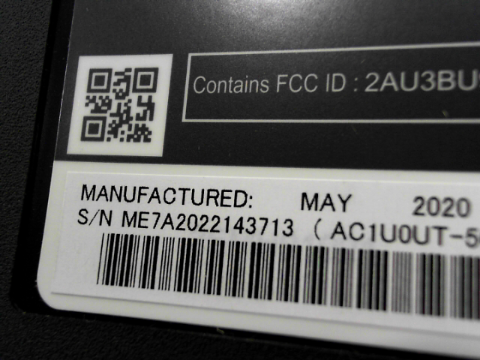 Contains FCC ID : 2AU3BU
MANUFACTURED: MAY 2020
S/N ME7A2022143713 ( AC1U0UT-5